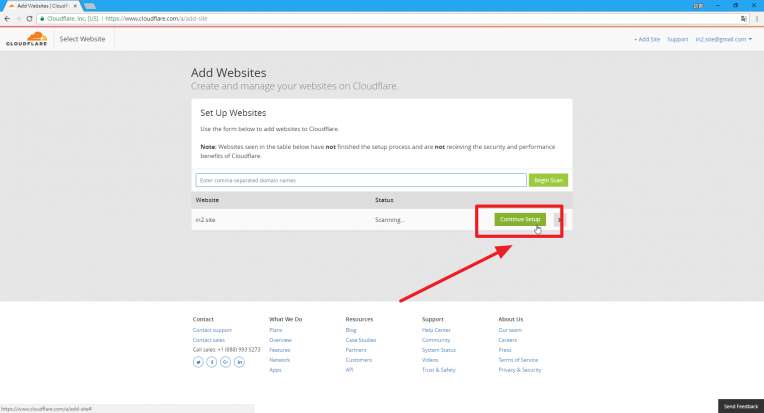 Add Websites | CloudF
Cloudflare, Inc. [US] https://www.cloudflare.com/a/add-site
CLOUDFLARE
Select Website
+ Add Site Support in2.site@gmail.com
Add Websites
Create and manage your websites on Cloudflare.
Set Up Websites
Use the form below to add websites to Cloudflare.
Note: Websites seen in the table below have not finished the setup process and are not receiving the security and performance
benefits of Cloudflare.
Enter comma-separated domain names
Begin Scan
Website Status
in2.site Scanning... Continue Setup
Contact
Contact support
Contact sales
Call sales: +1 (888) 993 5273
What We Do
Plans
Overview
Features
Network
Apps
Resources
Blog
Case Studies
Partners
Customers
API
Support
Help Center
Community
System Status
Videos
Trust & Safety
About Us
Our team
Careers
Press
Terms of Service
Privacy & Security
https://www.cloudflare.com/a/add-site#
Send Feedback